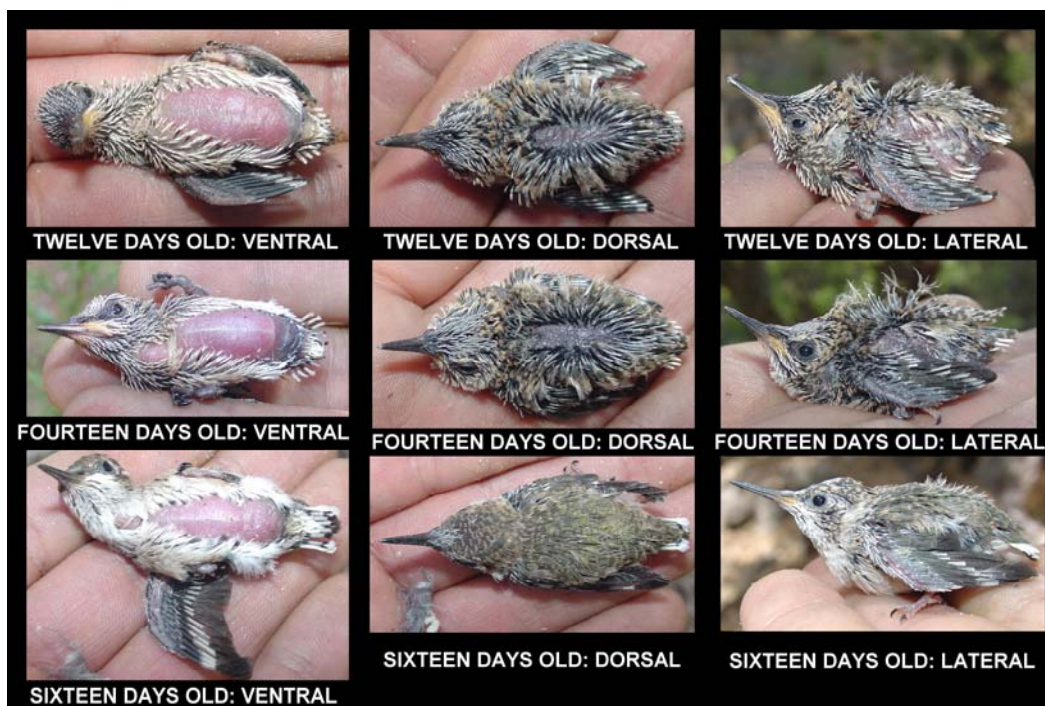 TWELVE DAYS OLD: VENTRAL
TWELVE DAYS OLD: DORSAL
TWELVE DAYS OLD: LATERAL
FOURTEEN DAYS OLD: VENTRAL
FOURTEEN DAYS OLD: DORSAL
FOURTEEN DAYS OLD: LATERAL
SIXTEEN DAYS OLD: VENTRAL
SIXTEEN DAYS OLD: DORSAL
SIXTEEN DAYS OLD: LATERAL